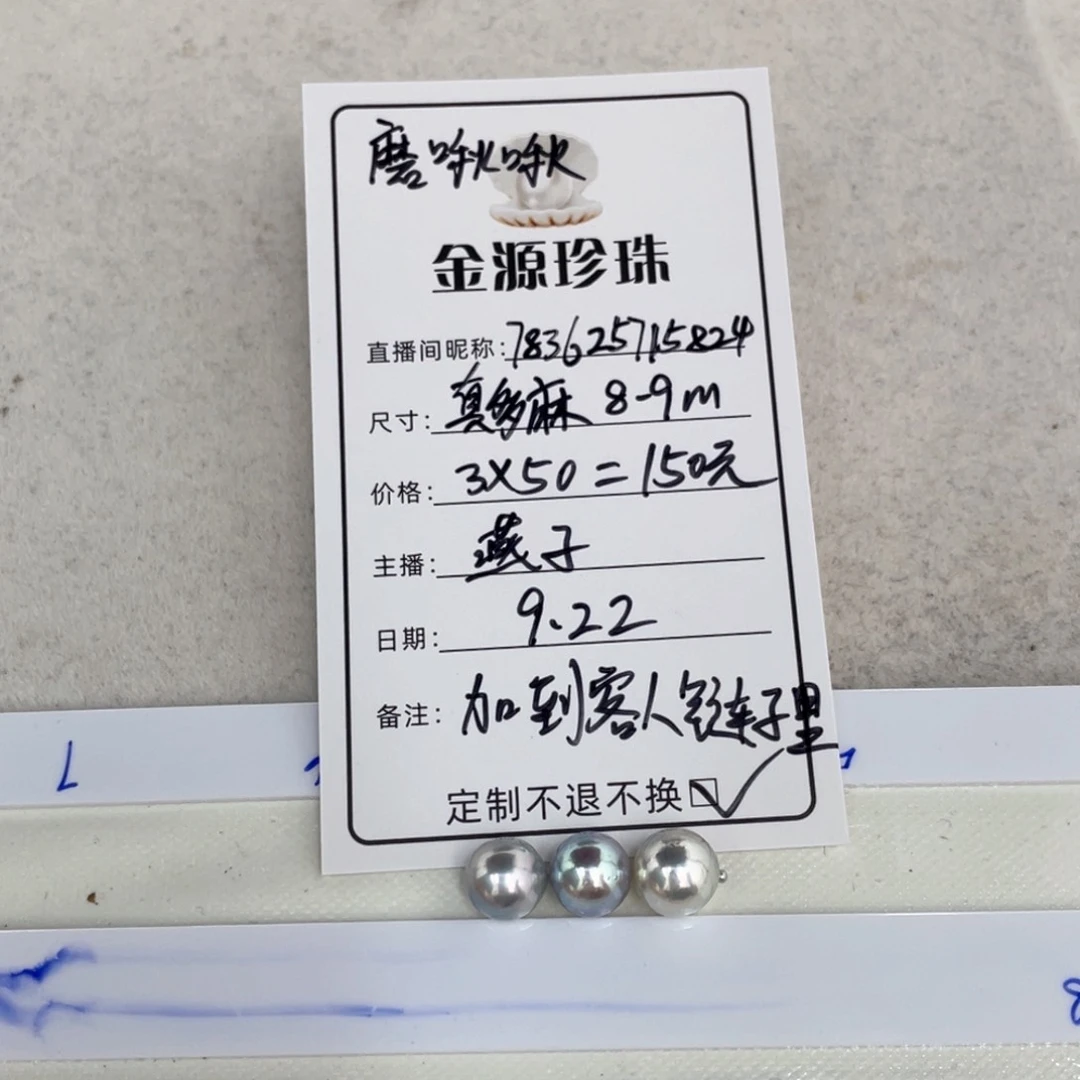 磨啾啾
金源珍珠
直播间昵称:783625715824
尺寸: 真多麻 8-9m
价格: 3X50=150元
主播: 燕子
日期: 9.22
备注: 加到客人链子里
定制不退不换☑
8